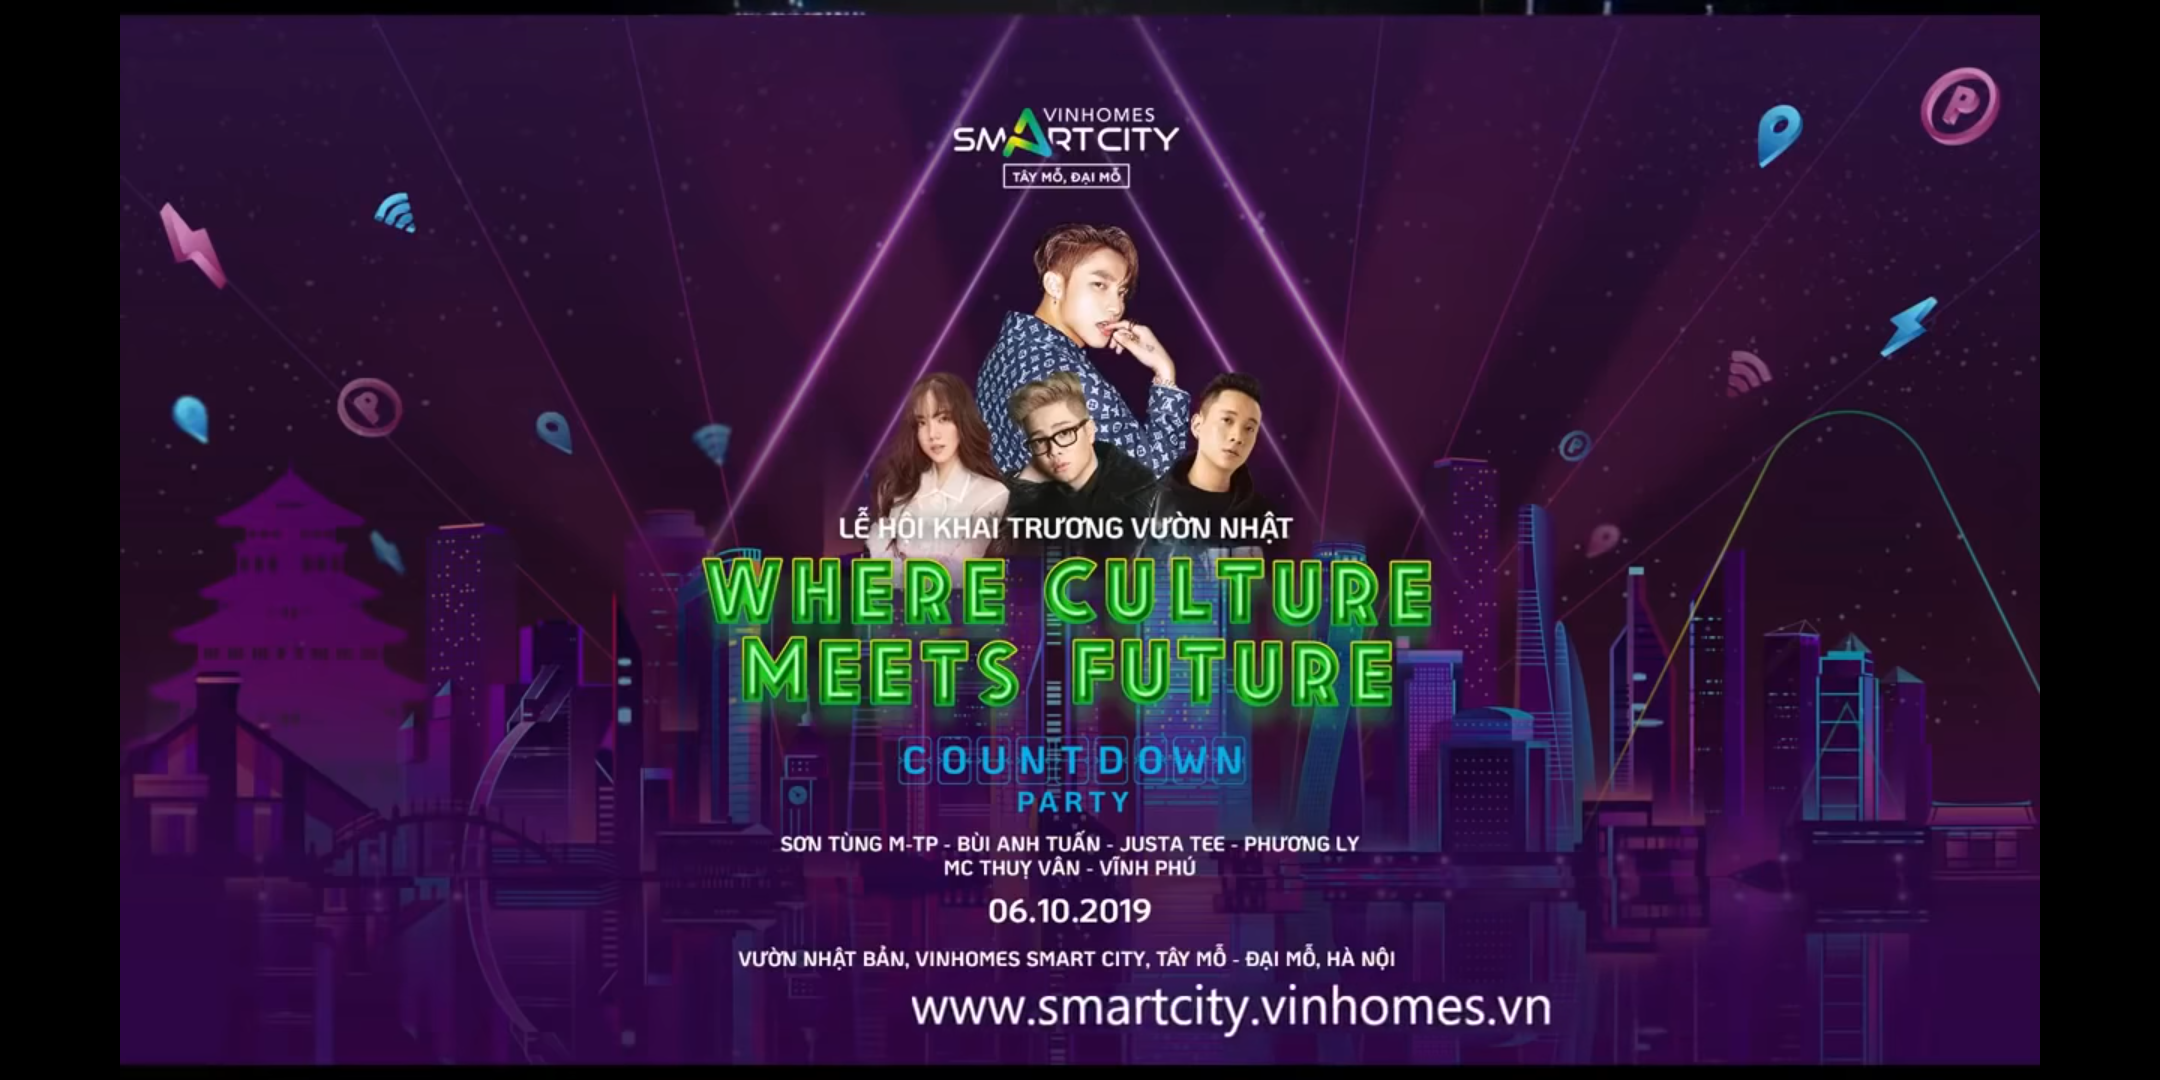 VINHOMES
SMARTCITY
TÂY MỖ, ĐẠI MỖ
LỄ HỘI KHAI TRƯƠNG VƯỜN NHẬT
WHERE CULTURE
MEETS FUTURE
COUNTDOWN
PARTY
SƠN TÙNG M-TP - BÙI ANH TUẤN - JUSTA TEE - PHƯƠNG LY
MC THUỴ VÂN - VĨNH PHÚ
06.10.2019
VƯỜN NHẬT BẢN, VINHOMES SMART CITY, TÂY MỖ - ĐẠI MỖ, HÀ NỘI
www.smartcity.vinhomes.vn